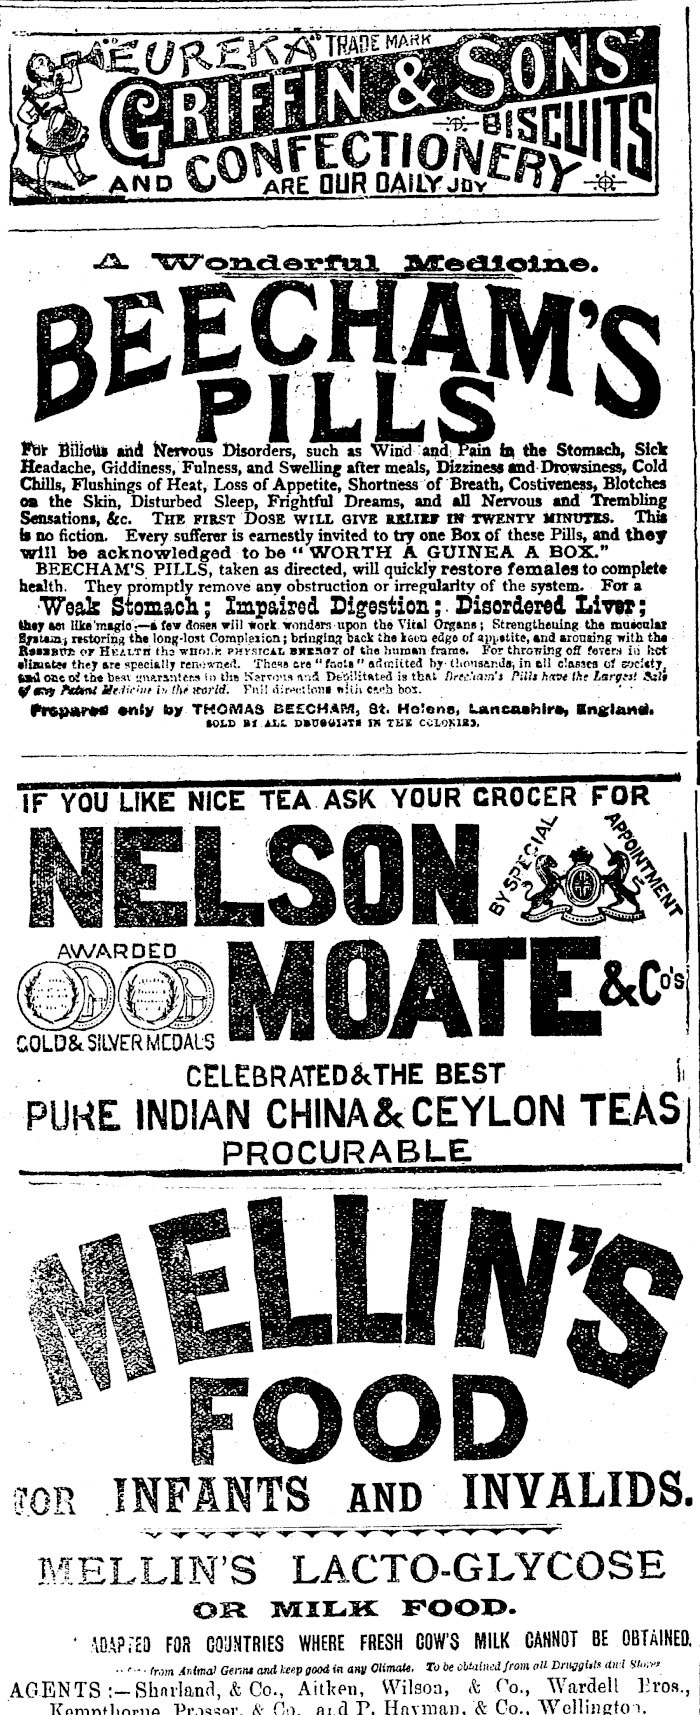 "EUREKA" TRADE MARK
GRIFFIN & SONS'
BISCUITS
AND CONFECTIONERY
ARE OUR DAILY JOY
A Wonderful Medicine.
BEECHAM'S
PILLS
For Bilious and Nervous Disorders, such as Wind and Pain in the Stomach, Sick
Headache, Giddiness, Fulness, and Swelling after meals, Dizziness and Drowsiness, Cold
Chills, Flushings of Heat, Loss of Appetite, Shortness of Breath, Costiveness, Blotches
on the Skin, Disturbed Sleep, Frightful Dreams, and all Nervous and Trembling
Sensations, &c. THE FIRST DOSE WILL GIVE RELIEF IN TWENTY MINUTES. This
is no fiction. Every sufferer is earnestly invited to try one Box of these Pills, and they
will be acknowledged to be "WORTH A GUINEA A BOX."
BEECHAM'S PILLS, taken as directed, will quickly restore females to complete
health. They promptly remove any obstruction or irregularity of the system. For a
Weak Stomach; Impaired Digestion; Disordered Liver;
they act like magic:—a few doses will work wonders upon the Vital Organs; Strengthening the muscular
System; restoring the long-lost Complexion; bringing back the keen edge of appetite, and arousing with the
ROSEBUD OF HEALTH the WHOLE PHYSICAL ENERGY of the human frame. For throwing off fevers in hot
climates they are specially renowned. These are "facts" admitted by thousands, in all classes of society,
and one of the best guarantees to the Nervous and Debilitated is that Beecham's Pills have the Largest Sale
of any Patent Medicine in the world. Full directions with each box.
Prepared only by THOMAS BEECHAM, St. Helens, Lancashire, England.
SOLD BY ALL DRUGGISTS IN THE COLONIES.
IF YOU LIKE NICE TEA ASK YOUR GROCER FOR
NELSON
BY SPECIAL APPOINTMENT
AWARDED
MOATE & Co's
GOLD & SILVER MEDALS
CELEBRATED & THE BEST
PURE INDIAN CHINA & CEYLON TEAS
PROCURABLE
MELLIN'S
FOOD
FOR INFANTS AND INVALIDS.
MELLIN'S LACTO-GLYCOSE
OR MILK FOOD.
ADAPTED FOR COUNTRIES WHERE FRESH COW'S MILK CANNOT BE OBTAINED.
from Animal Germs and keep good in any Climate. To be obtained from all Druggists and Stores
AGENTS:—Sharland, & Co., Aitken, Wilson, & Co., Wardell Bros.,
Kempthorne, Prosser, & Co. and P. Hayman, & Co., Wellington.